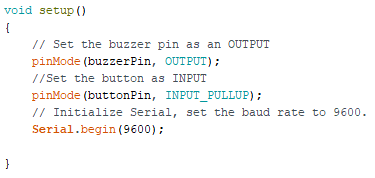 void setup()
{
// Set the buzzer pin as an OUTPUT
pinMode(buzzerPin, OUTPUT);
//Set the button as INPUT
pinMode(buttonPin, INPUT_PULLUP);
// Initialize Serial, set the baud rate to 9600.
Serial.begin(9600);
}